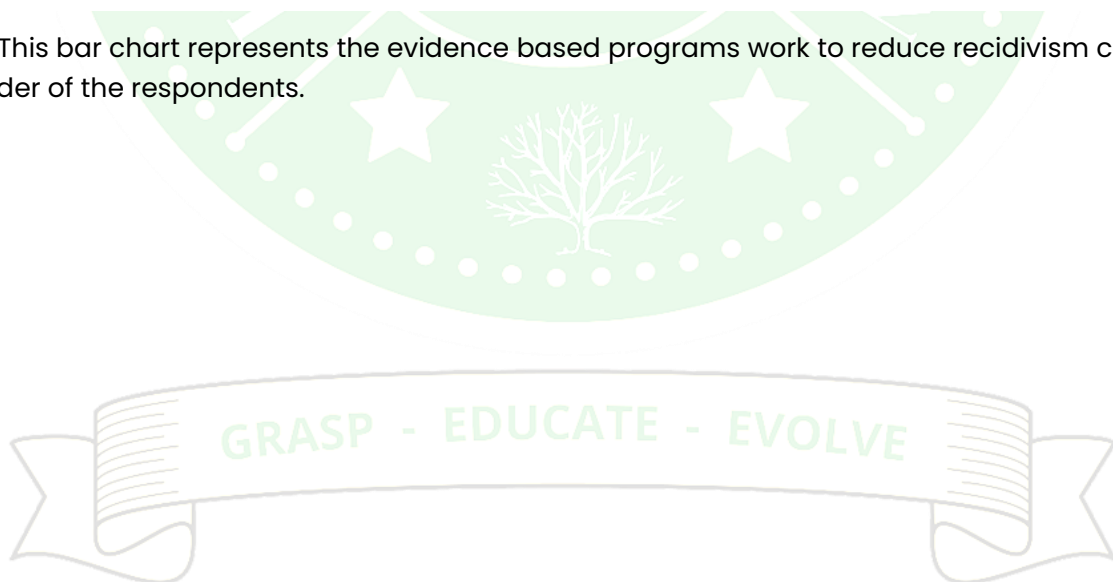 This bar chart represents the evidence based programs work to reduce recidivism c
der of the respondents.
GRASP - EDUCATE - EVOLVE